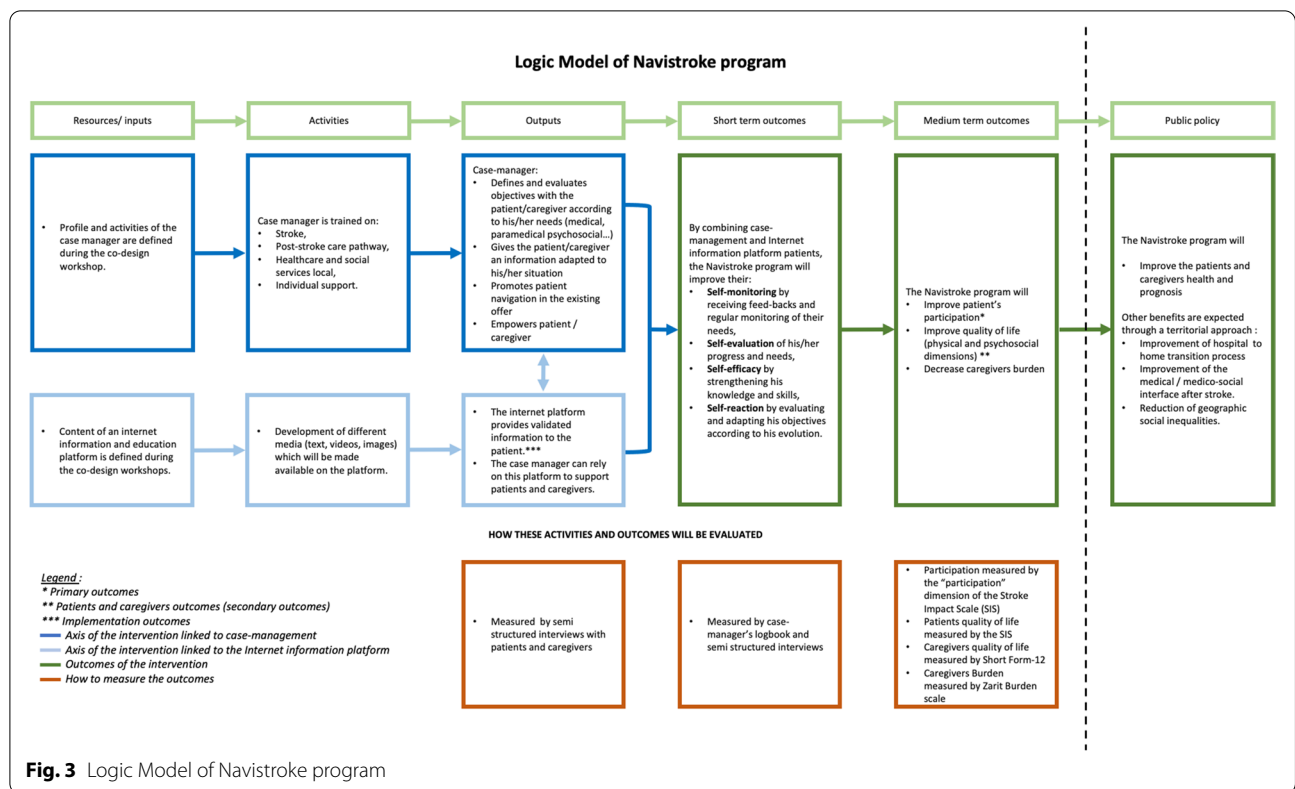 Logic Model of Navistroke program
Resources/ inputs
Activities
Outputs
Short term outcomes
Medium term outcomes
Public policy
• Profile and activities of the
case manager are defined
during the co-design
workshop.
Case manager is trained on:
• Stroke,
• Post-stroke care pathway,
• Healthcare and social
services local,
• Individual support.
Case-manager:
• Defines and evaluates
objectives with the
patient/caregiver according
to his/her needs (medical,
paramedical psychosocial...)
• Gives the patient/caregiver
an information adapted to
his/her situation
• Promotes patient
navigation in the existing
offer
• Empowers patient /
caregiver
• Content of an internet
information and education
platform is defined during
the co-design workshops.
• Development of different
media (text, videos, images)
which will be made
available on the platform.
• The internet platform
provides validated
information to the
patient.***
• The case manager can rely
on this platform to support
patients and caregivers.
By combining case-
management and Internet
information platform patients,
the Navistroke program will
improve their:
• Self-monitoring by
receiving feed-backs and
regular monitoring of their
needs,
• Self-evaluation of his/her
progress and needs,
• Self-efficacy by
strengthening his
knowledge and skills,
• Self-reaction by evaluating
and adapting his objectives
according to his evolution.
The Navistroke program will
• Improve patient's
participation*
• Improve quality of life
(physical and psychosocial
dimensions) **
• Decrease caregivers burden
The Navistroke program will
• Improve the patients and
caregivers health and
prognosis
Other benefits are expected
through a territorial approach :
• Improvement of hospital to
home transition process
• Improvement of the
medical / medico-social
interface after stroke.
• Reduction of geographic
social inequalities.
HOW THESE ACTIVITIES AND OUTCOMES WILL BE EVALUATED
Legend :
* Primary outcomes
** Patients and caregivers outcomes (secondary outcomes)
*** Implementation outcomes
Axis of the intervention linked to case-management
Axis of the intervention linked to the Internet information platform
Outcomes of the intervention
How to measure the outcomes
• Measured by semi
structured interviews with
patients and caregivers
• Measured by case-
manager's logbook and
semi structured interviews
• Participation measured by
the "participation"
dimension of the Stroke
Impact Scale (SIS)
• Patients quality of life
measured by the SIS
• Caregivers quality of life
measured by Short Form-12
• Caregivers Burden
measured by Zarit Burden
scale
Fig. 3 Logic Model of Navistroke program